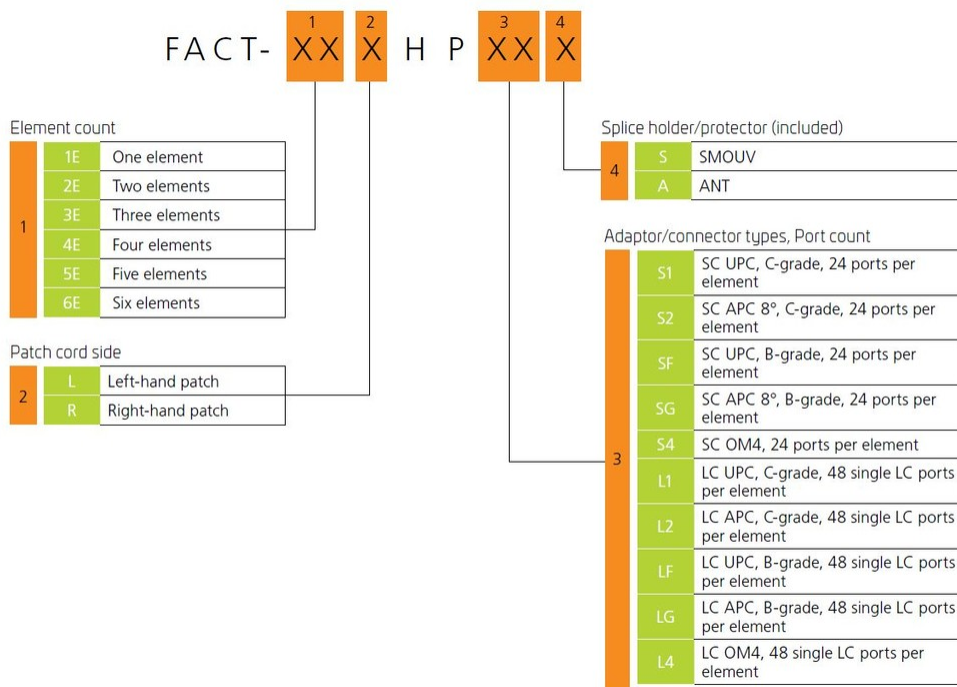 1 2 3 4
FACT- XX X H P XX X
Element count
1
1E One element
2E Two elements
3E Three elements
4E Four elements
5E Five elements
6E Six elements
Patch cord side
2
L Left-hand patch
R Right-hand patch
Splice holder/protector (included)
4
S SMOUV
A ANT
Adaptor/connector types, Port count
3
S1 SC UPC, C-grade, 24 ports per
element
S2 SC APC 8°, C-grade, 24 ports per
element
SF SC UPC, B-grade, 24 ports per
element
SG SC APC 8°, B-grade, 24 ports per
element
S4 SC OM4, 24 ports per element
L1 LC UPC, C-grade, 48 single LC ports
per element
L2 LC APC, C-grade, 48 single LC ports
per element
LF LC UPC, B-grade, 48 single LC ports
per element
LG LC APC, B-grade, 48 single LC ports
per element
L4 LC OM4, 48 single LC ports per
element